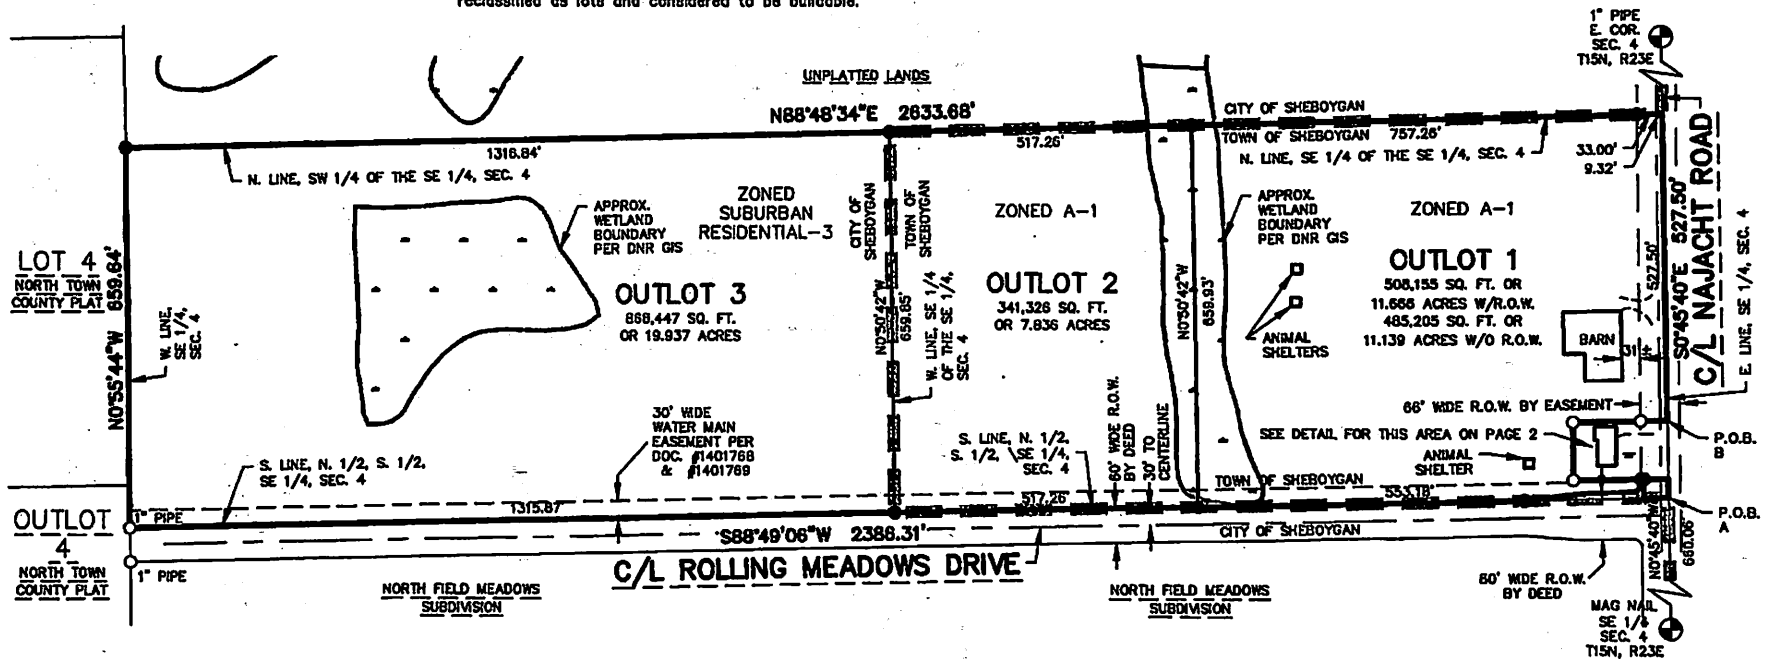 reclassified as lots and considered to be buildable.
1" PIPE
E. COR.
SEC. 4
T15N, R23E
UNPLATTED LANDS
N88°48'34"E 2633.68'
CITY OF SHEBOYGAN
TOWN OF SHEBOYGAN
757.26'
517.26'
1316.84'
N. LINE, SW 1/4 OF THE SE 1/4, SEC. 4
N. LINE, SE 1/4 OF THE SE 1/4, SEC. 4
33.00'
9.32'
C/L NAJACHT ROAD
S0°45'40"E 527.50'
527.50'
E. LINE, SE 1/4, SEC. 4
LOT 4
NORTH TOWN
COUNTY PLAT
N0°55'44"W 659.64'
W. LINE,
SE 1/4,
SEC. 4
APPROX.
WETLAND
BOUNDARY
PER DNR GIS
ZONED
SUBURBAN
RESIDENTIAL-3
OUTLOT 3
868,447 SQ. FT.
OR 19.937 ACRES
CITY OF
SHEBOYGAN
TOWN OF
SHEBOYGAN
N0°50'42"W
659.85'
W. LINE, SE 1/4
OF THE SE 1/4,
SEC. 4
ZONED A-1
OUTLOT 2
341,326 SQ. FT.
OR 7.836 ACRES
N0°50'42"W
659.93'
APPROX.
WETLAND
BOUNDARY
PER DNR GIS
ANIMAL
SHELTERS
ZONED A-1
OUTLOT 1
508,155 SQ. FT. OR
11.666 ACRES W/R.O.W.
485,205 SQ. FT. OR
11.139 ACRES W/O R.O.W.
BARN
31'
66' WIDE R.O.W. BY EASEMENT
SEE DETAIL FOR THIS AREA ON PAGE 2
ANIMAL
SHELTER
P.O.B.
B
30' WIDE
WATER MAIN
EASEMENT PER
DOC. #1401768
& #1401769
S. LINE, N. 1/2, S. 1/2,
SE 1/4, SEC. 4
S. LINE, N. 1/2,
S. 1/2, SE 1/4,
SEC. 4
60' WIDE R.O.W.
BY DEED
30' TO
CENTERLINE
TOWN OF SHEBOYGAN
553.18'
517.26'
1315.87'
1" PIPE
S88°49'06"W 2388.31'
CITY OF SHEBOYGAN
P.O.B.
A
N0°45'40"W
660.06'
OUTLOT
4
NORTH TOWN
COUNTY PLAT
1" PIPE
C/L ROLLING MEADOWS DRIVE
NORTH FIELD MEADOWS
SUBDIVISION
NORTH FIELD MEADOWS
SUBDIVISION
60' WIDE R.O.W.
BY DEED
MAG NAIL
SE 1/4
SEC. 4
T15N, R23E